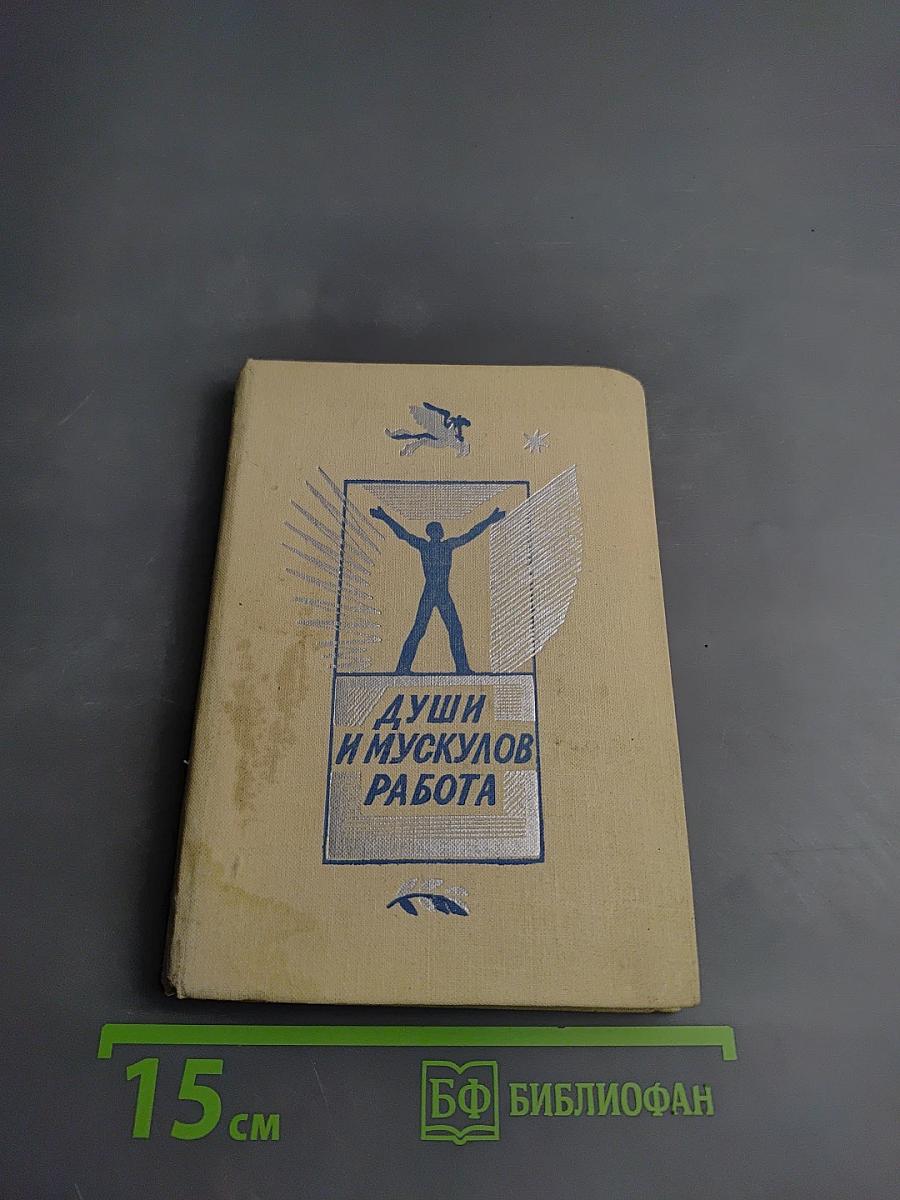 ДУШИ
И МУСКУЛОВ
РАБОТА
15 см
БФ БИБЛИОФАН